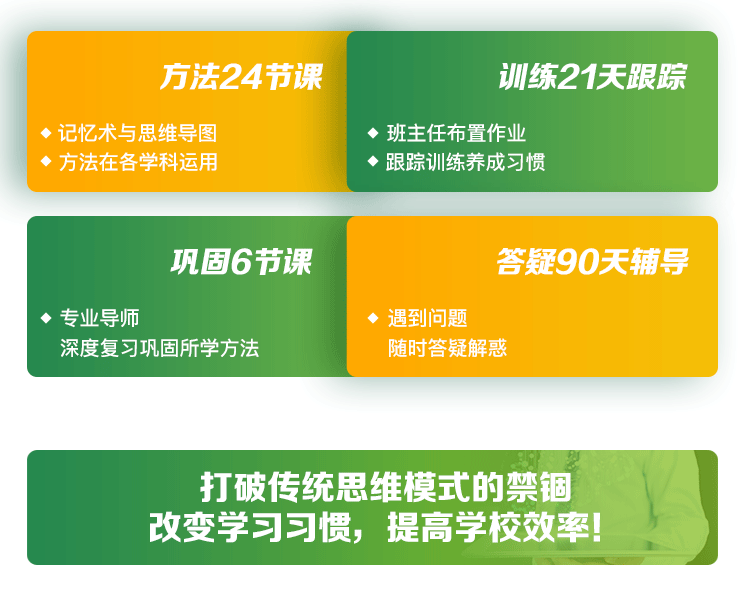 方法24节课
◆ 记忆术与思维导图
◆ 方法在各学科运用
训练21天跟踪
◆ 班主任布置作业
◆ 跟踪训练养成习惯
巩固6节课
◆ 专业导师
深度复习巩固所学方法
答疑90天辅导
◆ 遇到问题
随时答疑解惑
打破传统思维模式的禁锢
改变学习习惯，提高学校效率！